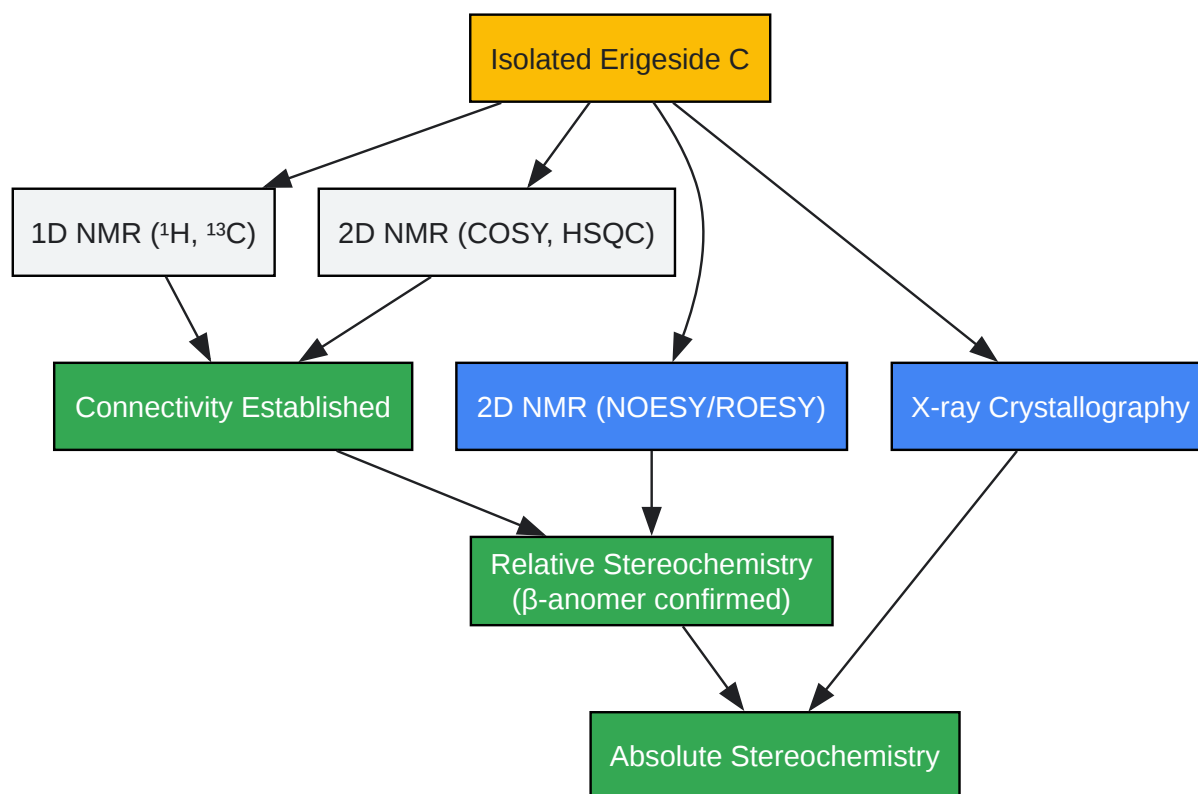 Isolated Erigeside C
1D NMR (¹H, ¹³C)
2D NMR (COSY, HSQC)
Connectivity Established
2D NMR (NOESY/ROESY)
X-ray Crystallography
Relative Stereochemistry
(β-anomer confirmed)
Absolute Stereochemistry